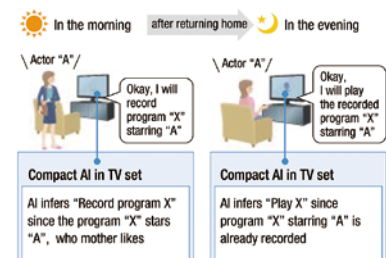 In the morning
after returning home
In the evening
\ Actor "A"/
Okay, I will
record
program "X"
starring "A"
\ Actor "A"/
Okay,
I will play
the recorded
program "X"
starring "A"
Compact AI in TV set
AI infers "Record program X"
since the program "X" stars
"A", who mother likes
Compact AI in TV set
AI infers "Play X" since
program "X" starring "A" is
already recorded